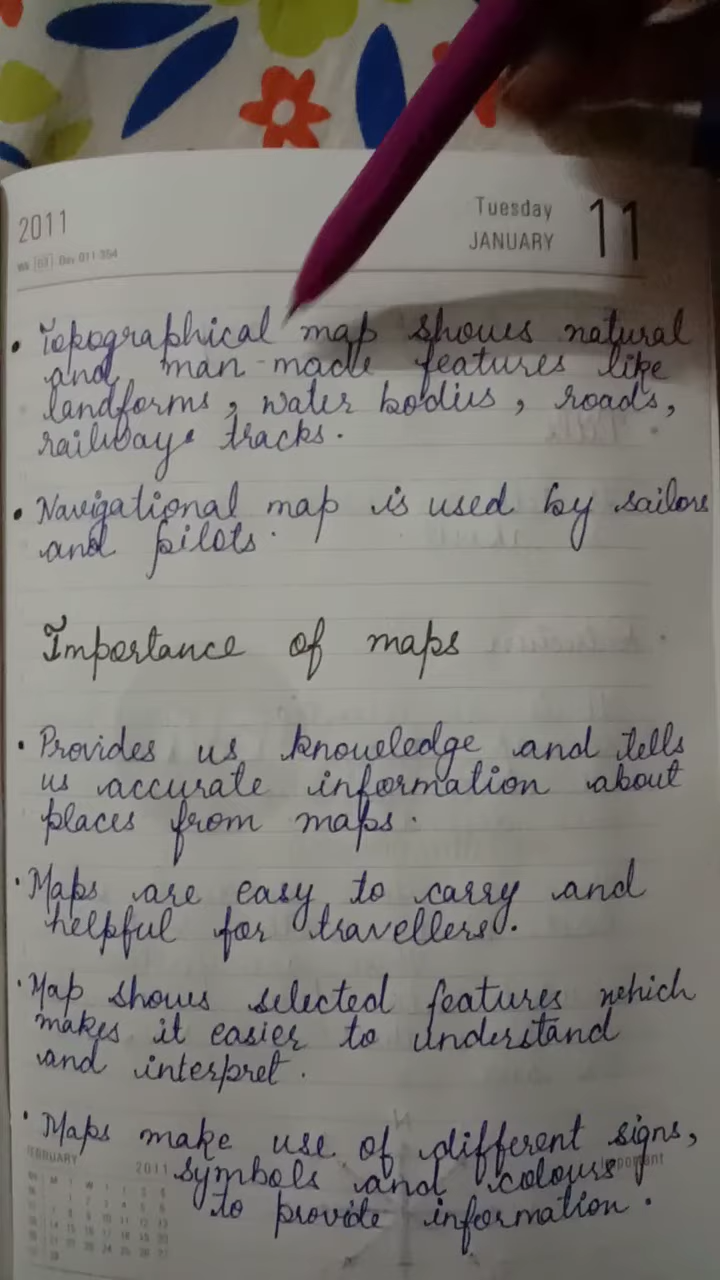 2011
Tuesday
JANUARY
11
• Topographical map shows natural
and man-made features like
landforms, water bodies, roads,
railways tracks.
• Navigational map is used by sailors
and pilots.
Importance of maps
• Provides us knowledge and tells
us accurate information about
places from maps.
• Maps are easy to carry and
helpful for travellers.
• Map shows selected features which
makes it easier to understand
and interpret.
• Maps make use of different signs,
FEBRUARY 2011
symbols and colours
to provide information.